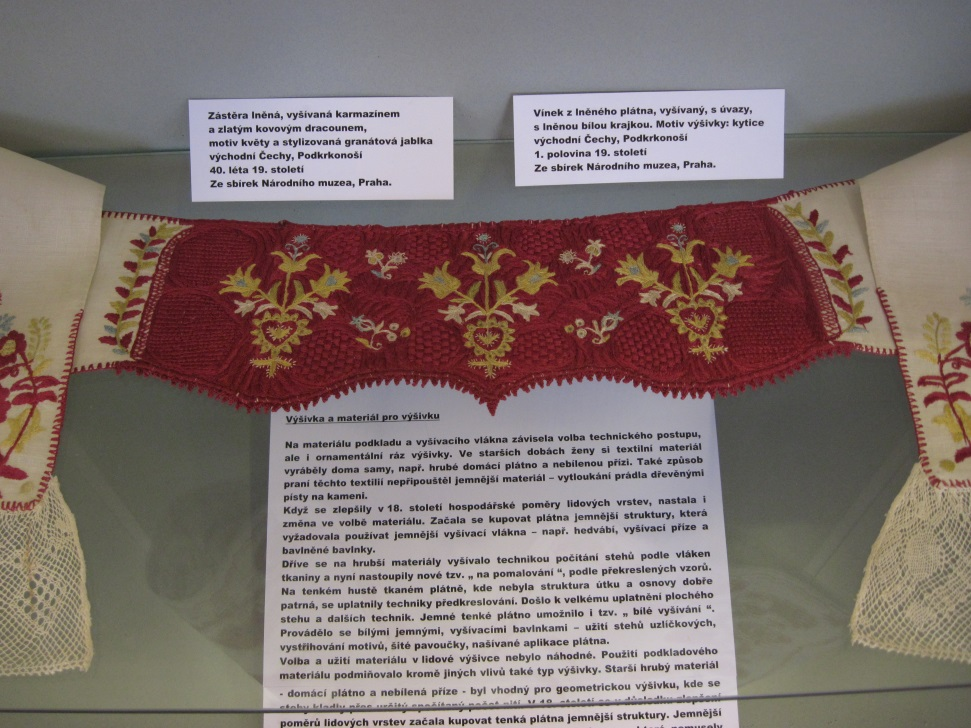 Zástěra lněná, vyšívaná karmazínem
a zlatým kovovým dracounem,
motiv květy a stylizovaná granátová jablka
východní Čechy, Podkrkonoší
40. léta 19. století
Ze sbírek Národního muzea, Praha.
Vínek z lněného plátna, vyšívaný, s úvazy,
s lněnou bílou krajkou. Motiv výšivky: kytice
východní Čechy, Podkrkonoší
1. polovina 19. století
Ze sbírek Národního muzea, Praha.
Výšivka a materiál pro výšivku
Na materiálu podkladu a vyšívacího vlákna závisela volba technického postupu,
ale i ornamentální ráz výšivky. Ve starších dobách ženy si textilní materiál
vyráběly doma samy, např. hrubé domácí plátno a nebílenou přízi. Také způsob
praní těchto textilií nepřipouštěl jemnější materiál – vytloukání prádla dřevěnými
písty na kameni.
Když se zlepšily v 18. století hospodářské poměry lidových vrstev, nastala i
změna ve volbě materiálu. Začala se kupovat plátna jemnější struktury, která
vyžadovala používat jemnější vyšívací vlákna – např. hedvábí, vyšívací příze a
bavlněné bavlnky.
Dříve se na hrubší materiály vyšívalo technikou počítání stehů podle vláken
tkaniny a nyní nastoupily nové tzv. „ na pomalování “, podle překreslených vzorů.
Na tenkém hustě tkaném plátně, kde nebyla struktura útku a osnovy dobře
patrná, se uplatnily techniky předkreslování. Došlo k velkému uplatnění plochého
stehu a dalších technik. Jemné tenké plátno umožnilo i tzv. „ bílé vyšívání “.
Provádělo se bílými jemnými, vyšívacími bavlnkami – užití stehů uzlíčkových,
vystřihování motivů, šité pavoučky, našívané aplikace plátna.
Volba a užití materiálu v lidové výšivce nebylo náhodné. Použití podkladového
materiálu podmiňovalo kromě jiných vlivů také typ výšivky. Starší hrubý materiál
- domácí plátno a nebílená příze - byl vhodný pro geometrickou výšivku, kde se
poměrů lidových vrstev začala kupovat tenká plátna jemnější struktury. Jemnější